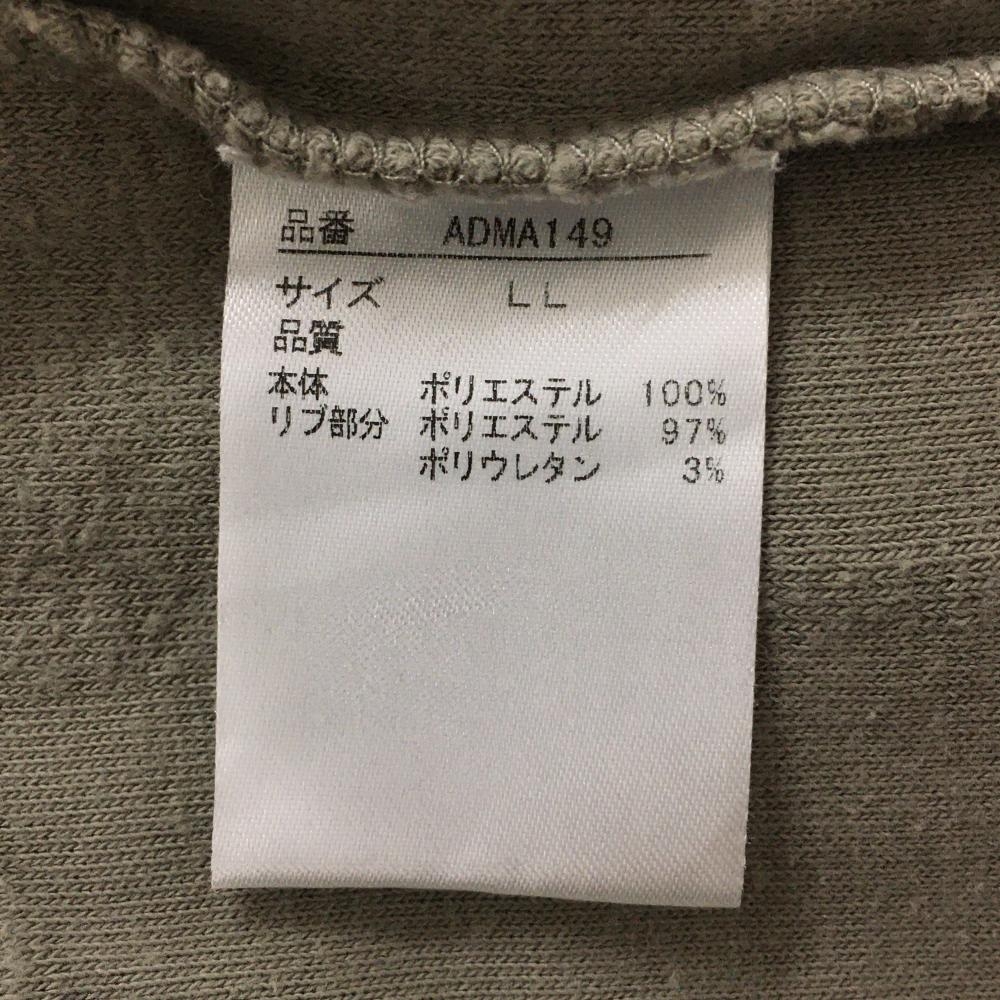 品番 ADMA149
サイズ LL
品質
本体 ポリエステル 100%
リブ部分 ポリエステル 97%
ポリウレタン 3%